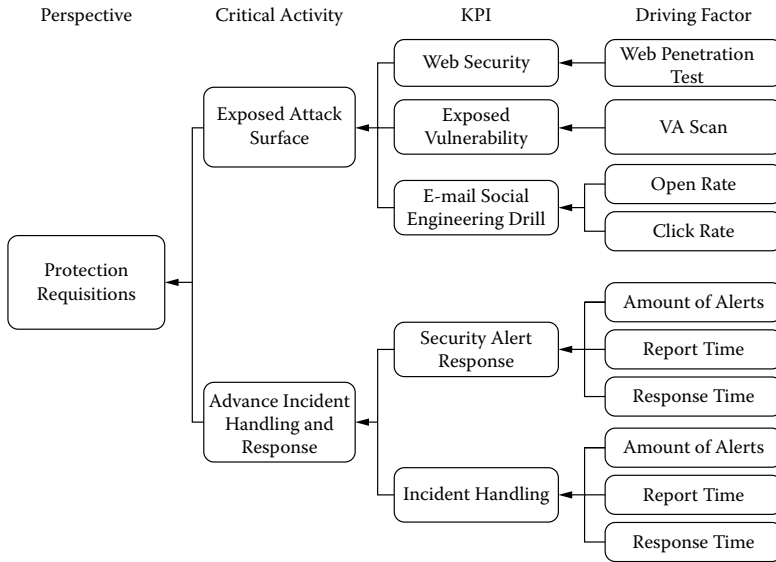 Perspective
Critical Activity
KPI
Driving Factor
Protection
Requisitions
Exposed Attack
Surface
Advance Incident
Handling and
Response
Web Security
Exposed
Vulnerability
E-mail Social
Engineering Drill
Security Alert
Response
Incident Handling
Web Penetration
Test
VA Scan
Open Rate
Click Rate
Amount of Alerts
Report Time
Response Time
Amount of Alerts
Report Time
Response Time